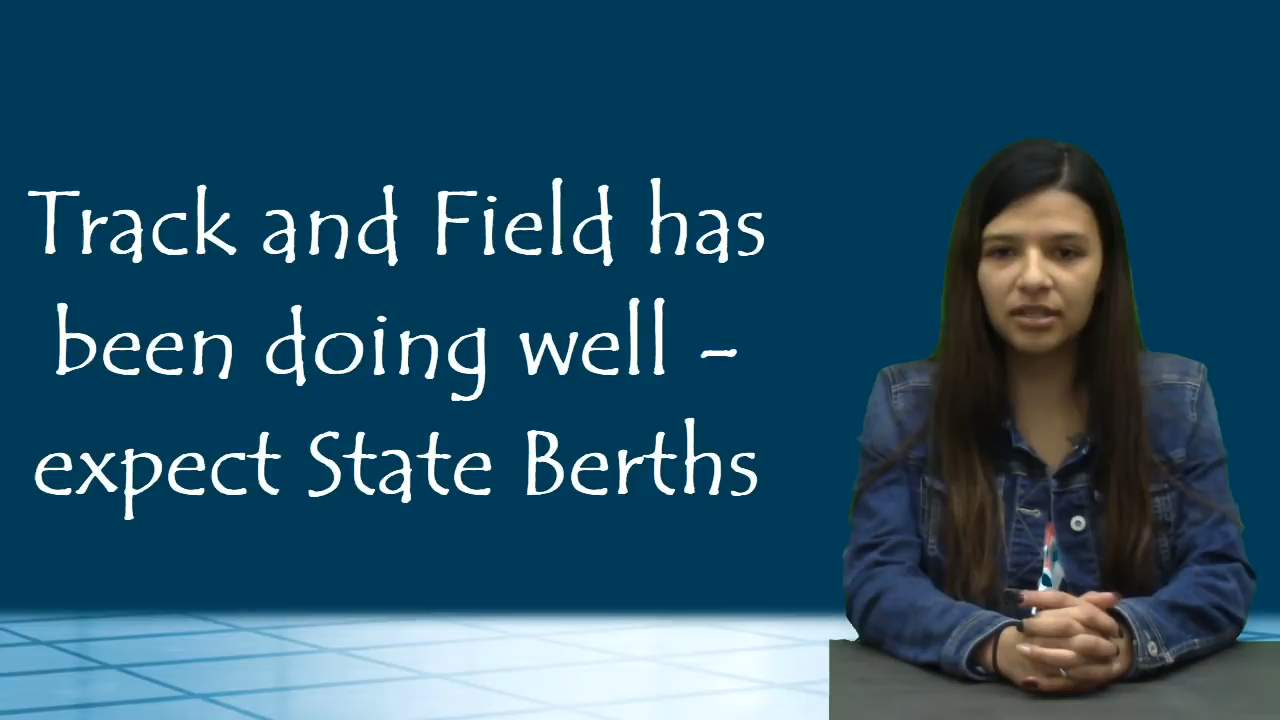 Track and Field has
been doing well -
expect State Berths